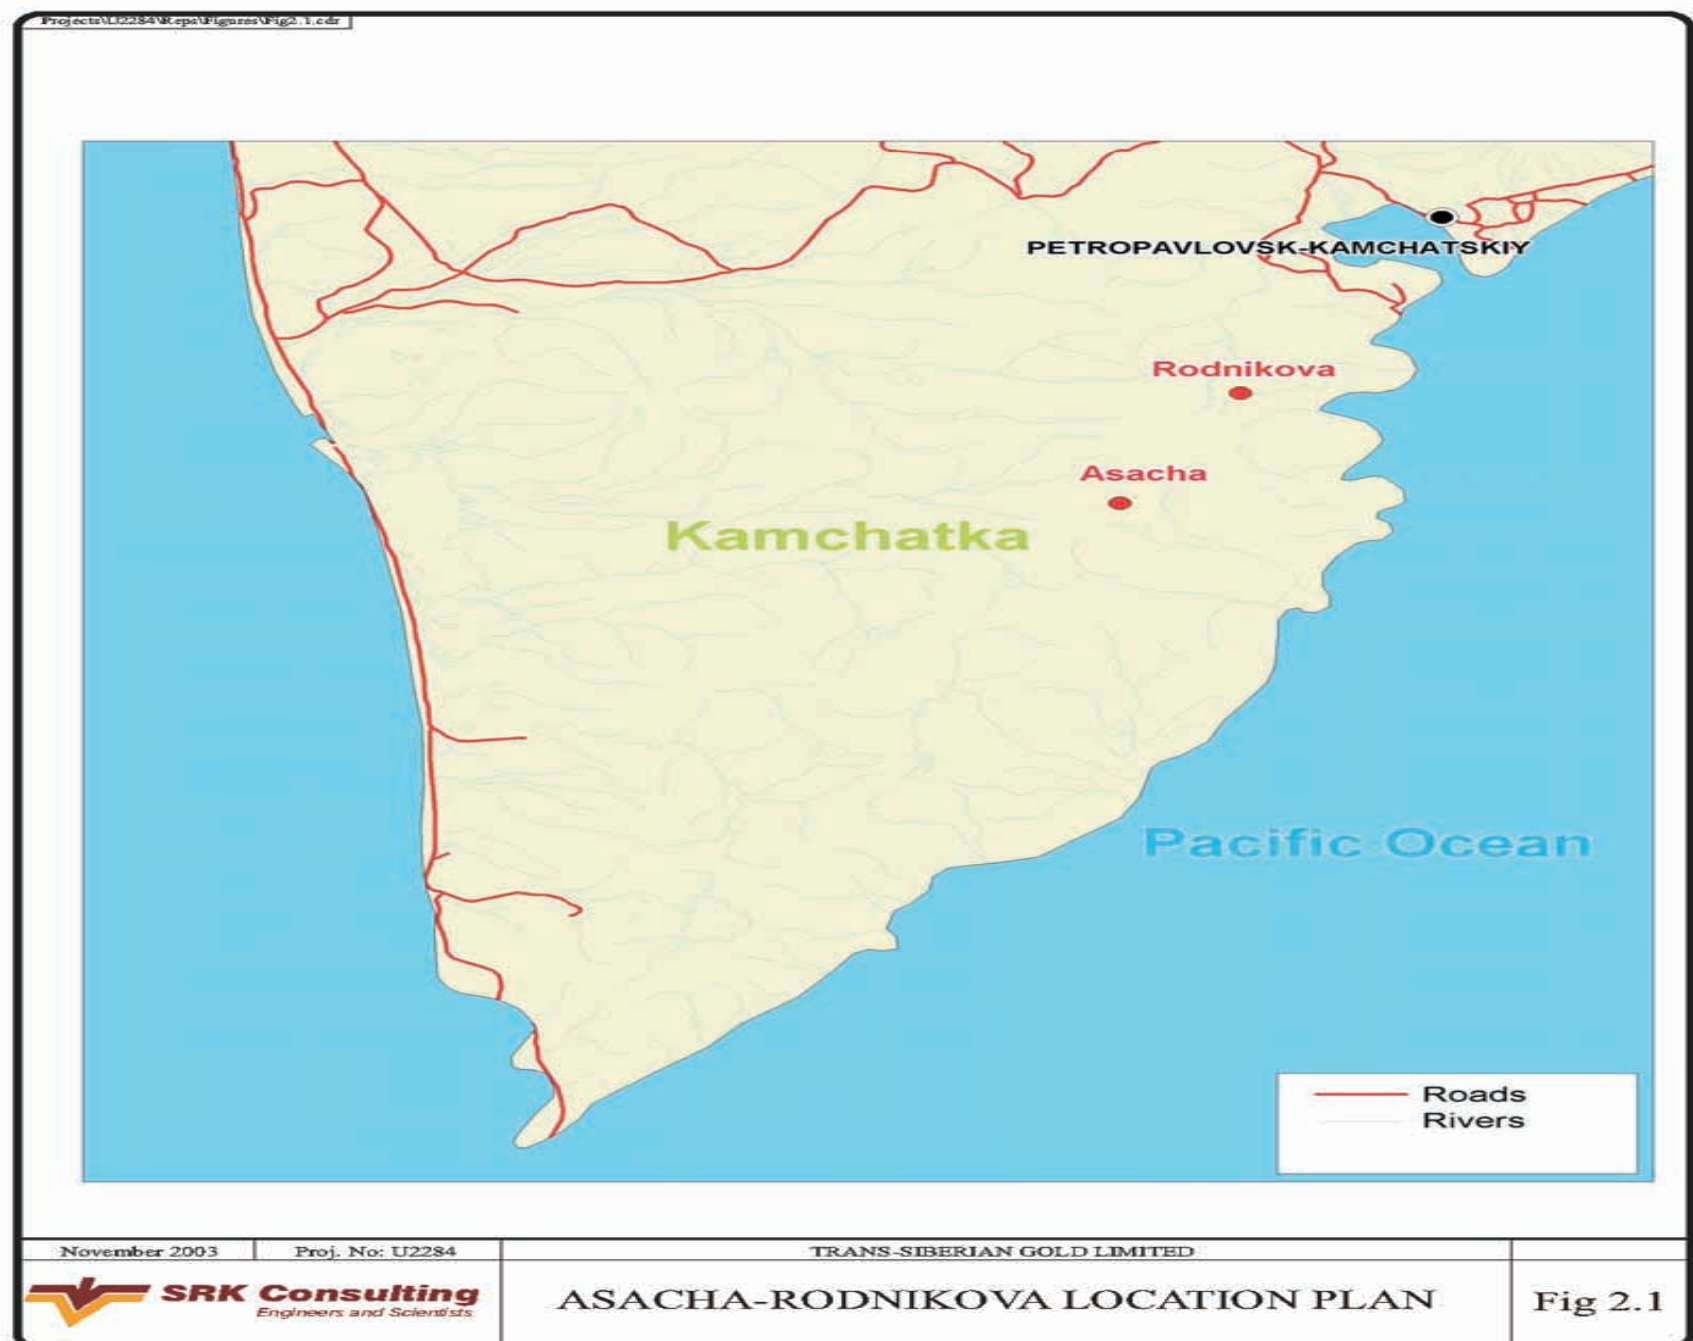 Projects\U2284\Reps\Figures\Fig2.1.cdr
PETROPAVLOVSK-KAMCHATSKIY
Rodnikova
Asacha
Kamchatka
Pacific Ocean
Roads
Rivers
November 2003
Proj. No: U2284
TRANS-SIBERIAN GOLD LIMITED
SRK Consulting
Engineers and Scientists
ASACHA-RODNIKOVA LOCATION PLAN
Fig 2.1